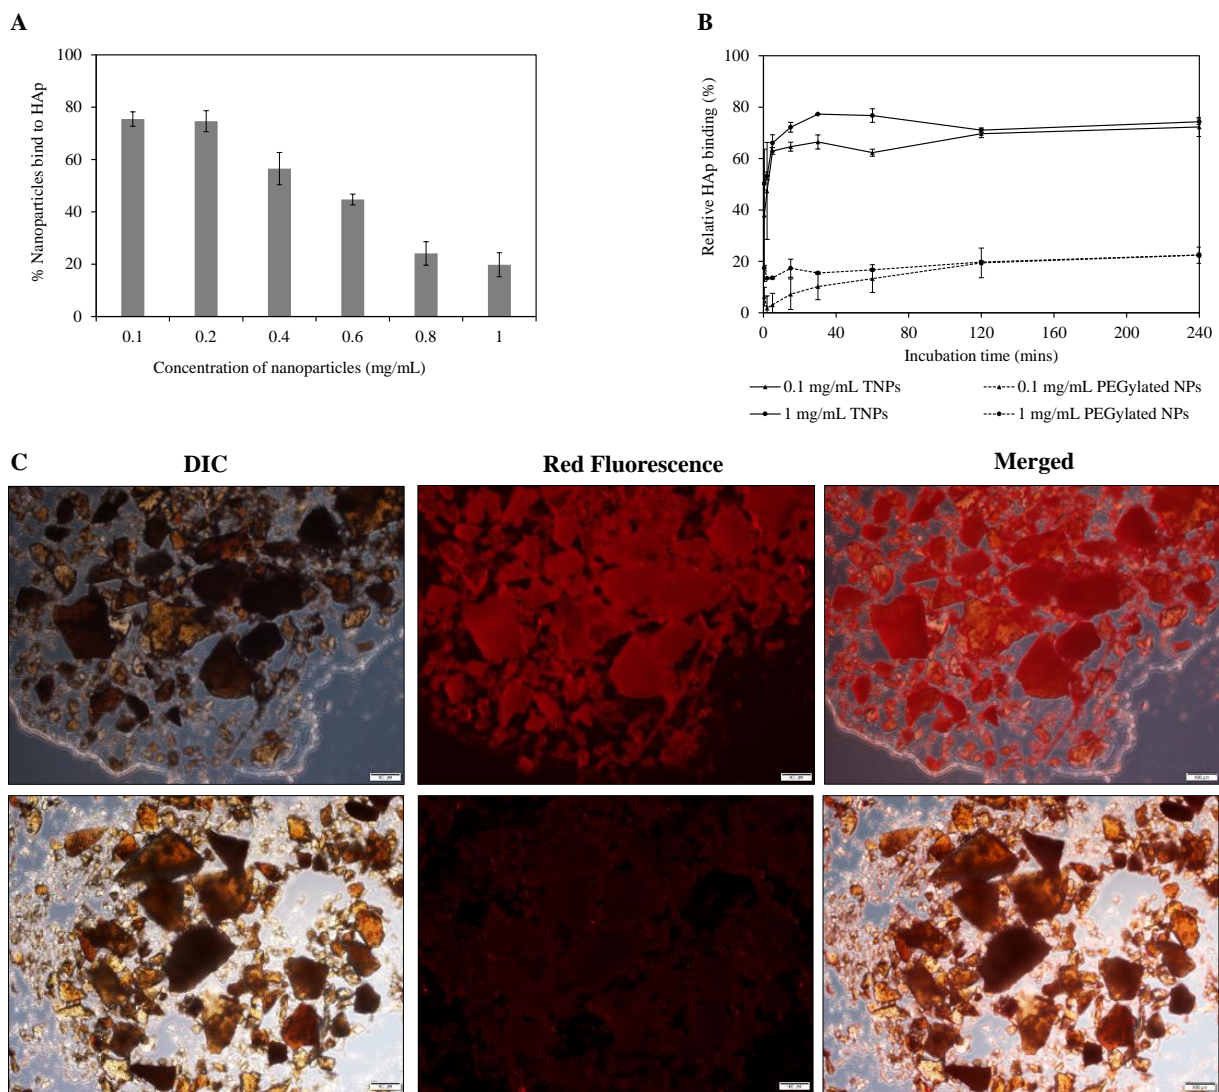 A
% Nanoparticles bind to HAp
100
80
60
40
20
0
0.1 0.2 0.4 0.6 0.8 1
Concentration of nanoparticles (mg/mL)
B
Relative HAp binding (%)
100
80
60
40
20
0
0 40 80 120 160 200 240
Incubation time (mins)
0.1 mg/mL TNPs 0.1 mg/mL PEGylated NPs
1 mg/mL TNPs 1 mg/mL PEGylated NPs
C DIC Red Fluorescence Merged